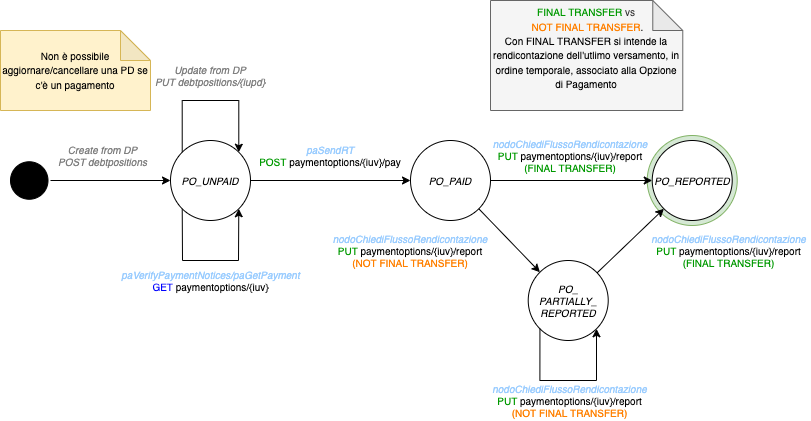 FINAL TRANSFER vs
NOT FINAL TRANSFER.
Con FINAL TRANSFER si intende la
rendicontazione dell'utlimo versamento, in
ordine temporale, associato alla Opzione
di Pagamento
Non è possibile
aggiornare/cancellare una PD se
c'è un pagamento
Update from DP
PUT debtpositions/{iupd}
Create from DP
POST debtpositions
PO_UNPAID
paSendRT
POST paymentoptions/{iuv}/pay
PO_PAID
nodoChiediFlussoRendicontazione
PUT paymentoptions/{iuv}/report
(FINAL TRANSFER)
PO_REPORTED
paVerifyPaymentNotices/paGetPayment
GET paymentoptions/{iuv}
nodoChiediFlussoRendicontazione
PUT paymentoptions/{iuv}/report
(NOT FINAL TRANSFER)
nodoChiediFlussoRendicontazione
PUT paymentoptions/{iuv}/report
(FINAL TRANSFER)
PO_
PARTIALLY_
REPORTED
nodoChiediFlussoRendicontazione
PUT paymentoptions/{iuv}/report
(NOT FINAL TRANSFER)